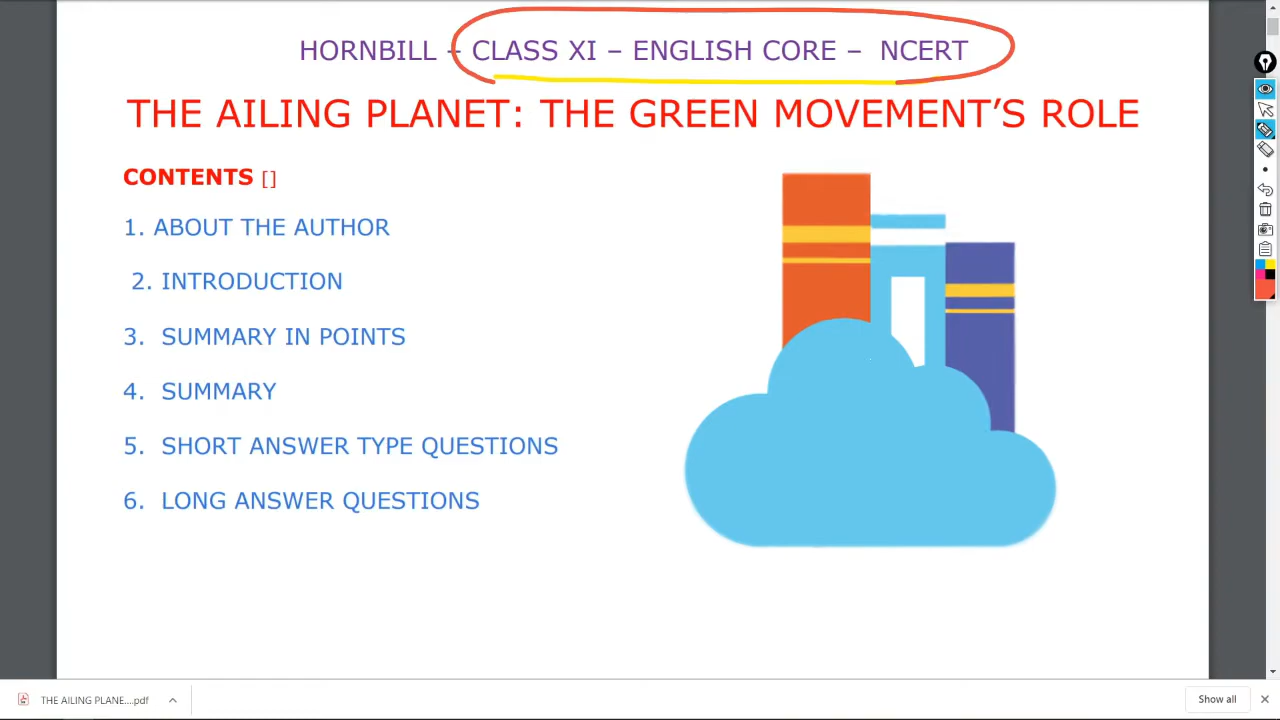 HORNBILL – CLASS XI – ENGLISH CORE – NCERT
THE AILING PLANET: THE GREEN MOVEMENT’S ROLE
CONTENTS []
1. ABOUT THE AUTHOR
2. INTRODUCTION
3. SUMMARY IN POINTS
4. SUMMARY
5. SHORT ANSWER TYPE QUESTIONS
6. LONG ANSWER QUESTIONS
THE AILING PLANE....pdf
Show all